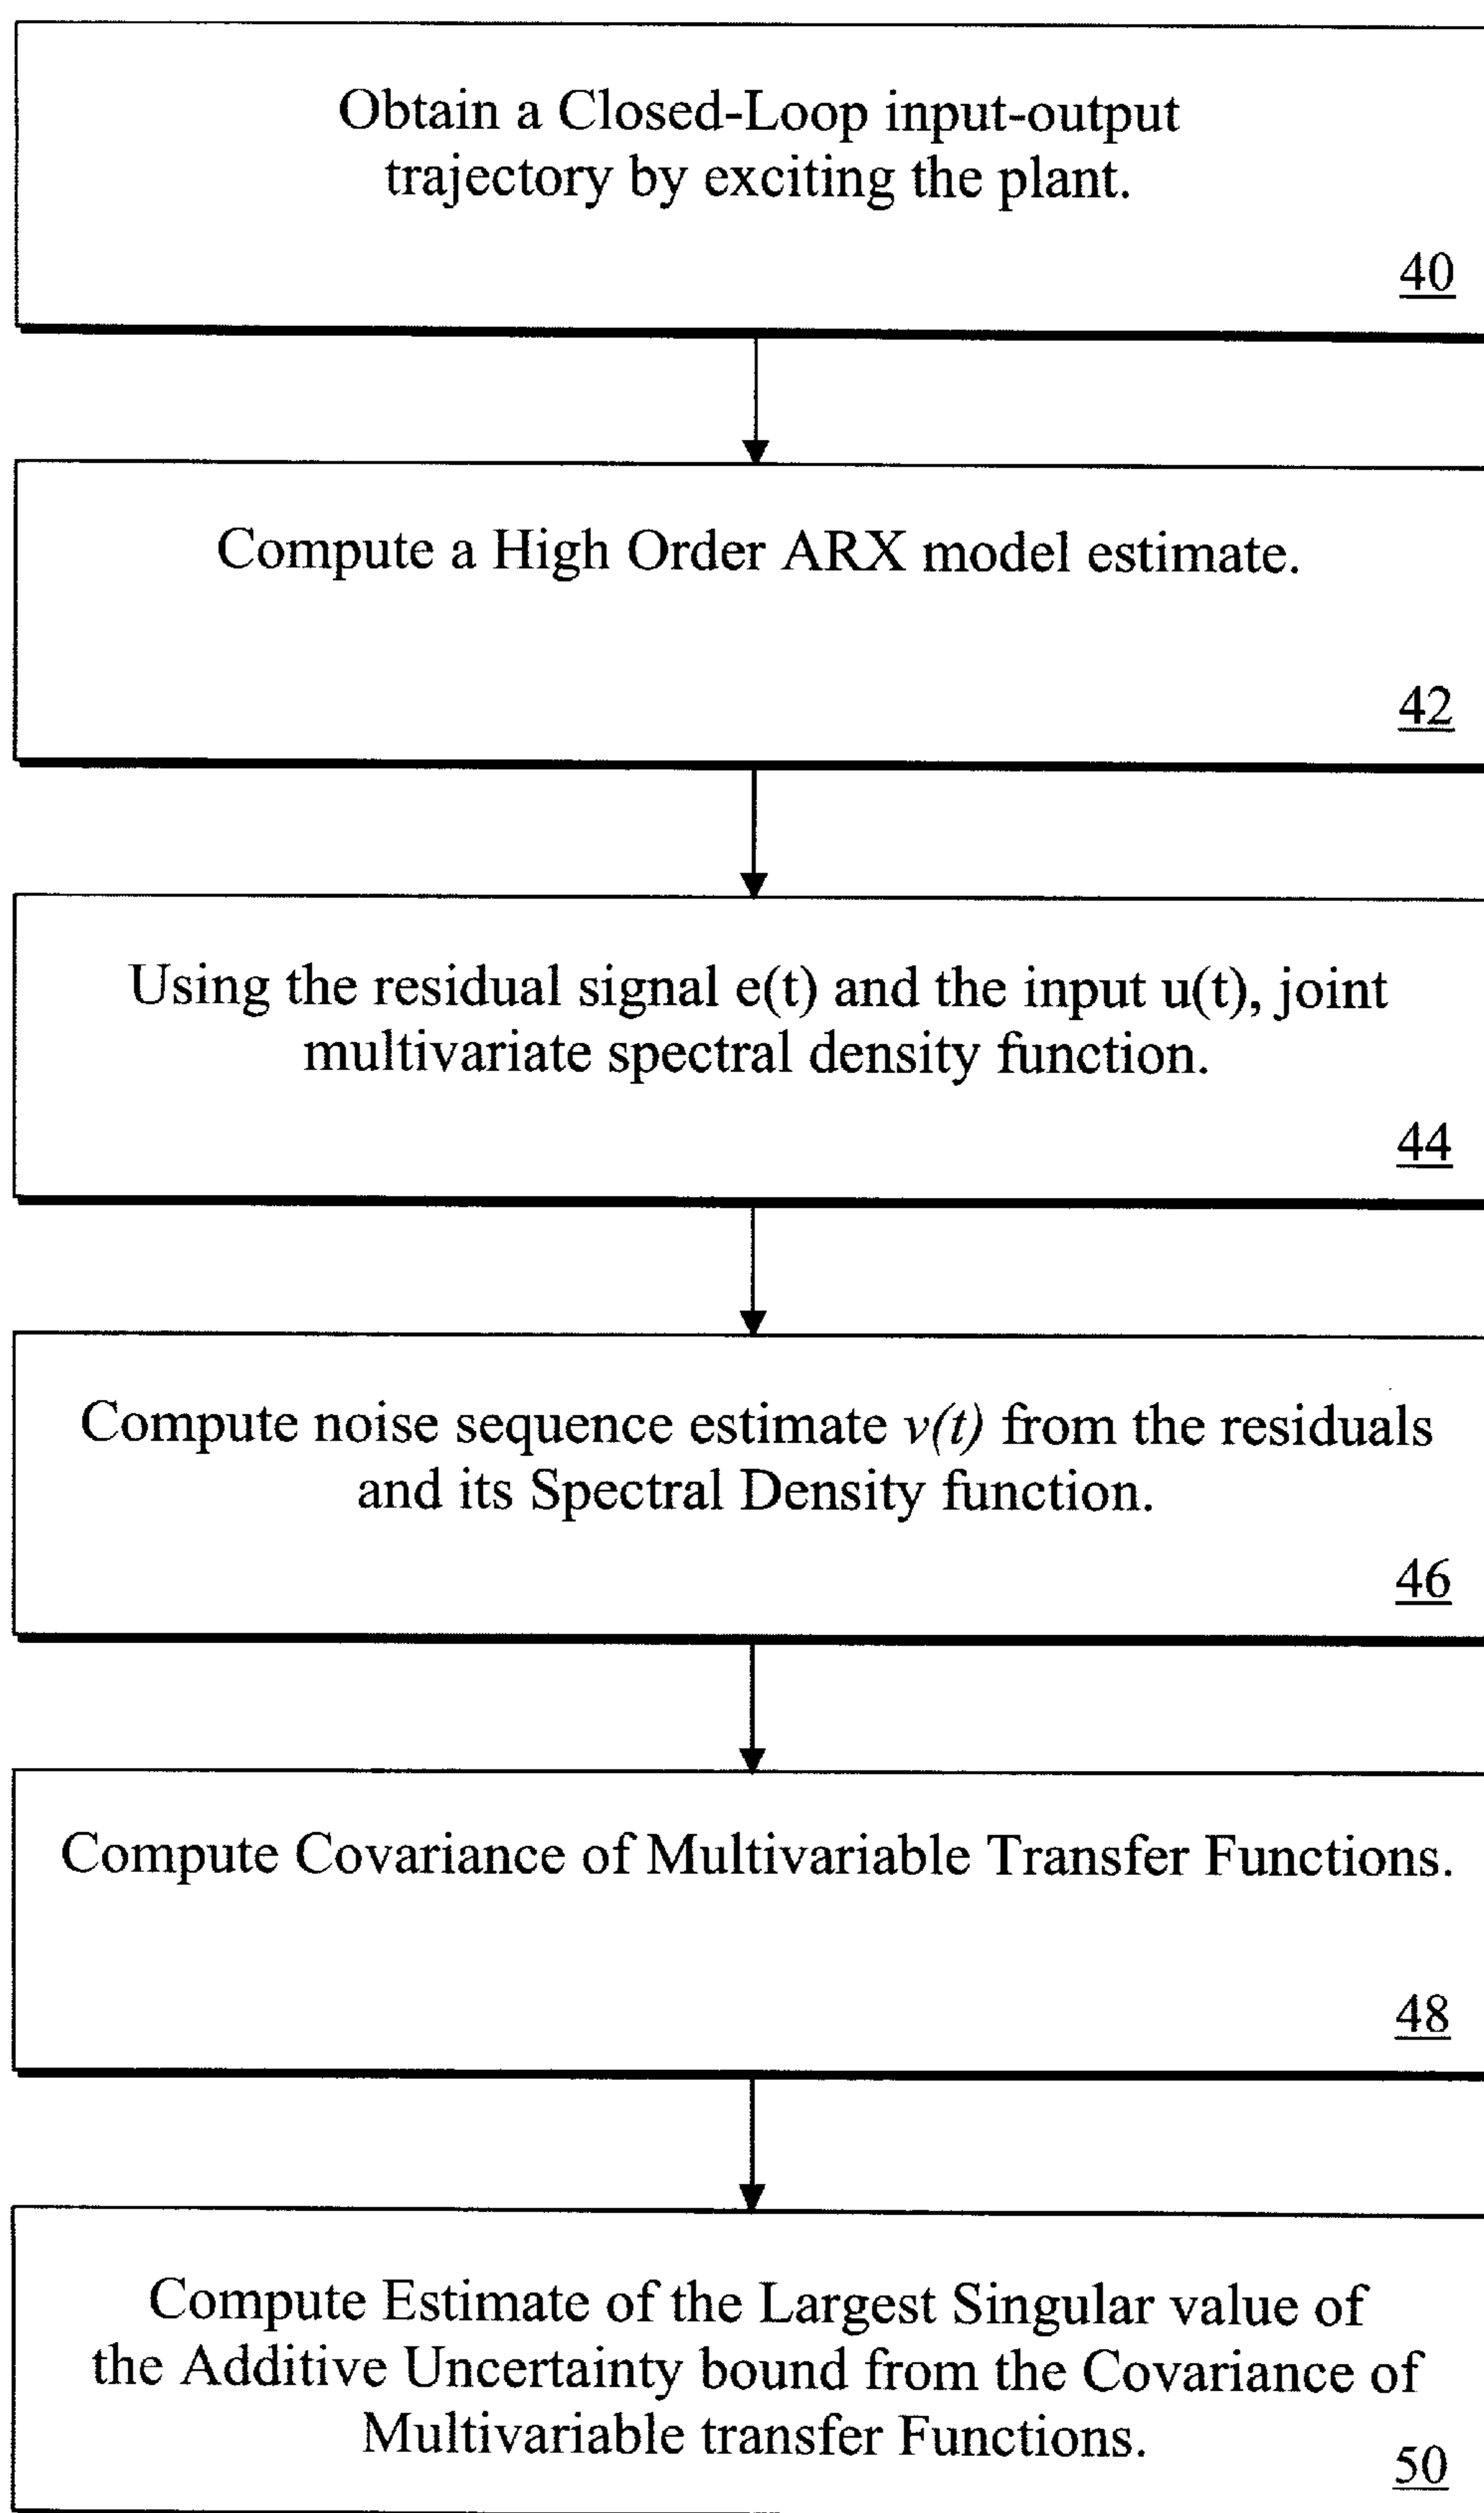 Obtain a Closed-Loop input-output
trajectory by exciting the plant.
40
Compute a High Order ARX model estimate.
42
Using the residual signal e(t) and the input u(t), joint
multivariate spectral density function.
44
Compute noise sequence estimate v(t) from the residuals
and its Spectral Density function.
46
Compute Covariance of Multivariable Transfer Functions.
48
Compute Estimate of the Largest Singular value of
the Additive Uncertainty bound from the Covariance of
Multivariable transfer Functions.
50